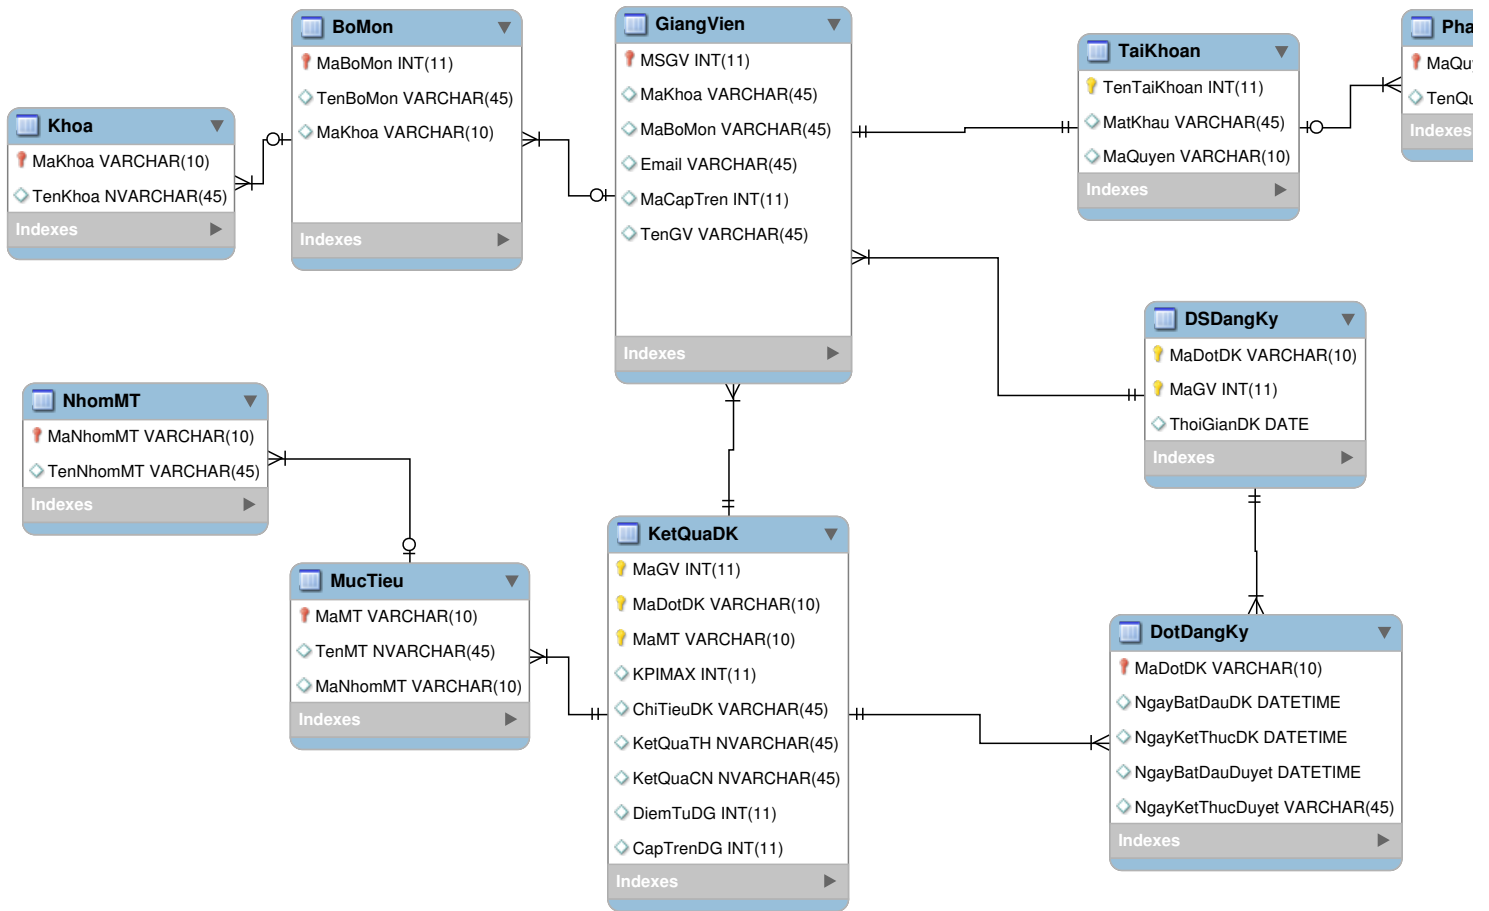 Khoa
MaKhoa VARCHAR(10)
TenKhoa NVARCHAR(45)
Indexes
BoMon
MaBoMon INT(11)
TenBoMon VARCHAR(45)
MaKhoa VARCHAR(10)
Indexes
GiangVien
MSGV INT(11)
MaKhoa VARCHAR(45)
MaBoMon VARCHAR(45)
Email VARCHAR(45)
MaCapTren INT(11)
TenGV VARCHAR(45)
Indexes
TaiKhoan
TenTaiKhoan INT(11)
MatKhau VARCHAR(45)
MaQuyen VARCHAR(10)
Indexes
Pha
MaQuy
TenQu
Indexes
DSDangKy
MaDotDK VARCHAR(10)
MaGV INT(11)
ThoiGianDK DATE
Indexes
NhomMT
MaNhomMT VARCHAR(10)
TenNhomMT VARCHAR(45)
Indexes
MucTieu
MaMT VARCHAR(10)
TenMT NVARCHAR(45)
MaNhomMT VARCHAR(10)
Indexes
KetQuaDK
MaGV INT(11)
MaDotDK VARCHAR(10)
MaMT VARCHAR(10)
KPIMAX INT(11)
ChiTieuDK VARCHAR(45)
KetQuaTH NVARCHAR(45)
KetQuaCN NVARCHAR(45)
DiemTuDG INT(11)
CapTrenDG INT(11)
Indexes
DotDangKy
MaDotDK VARCHAR(10)
NgayBatDauDK DATETIME
NgayKetThucDK DATETIME
NgayBatDauDuyet DATETIME
NgayKetThucDuyet VARCHAR(45)
Indexes